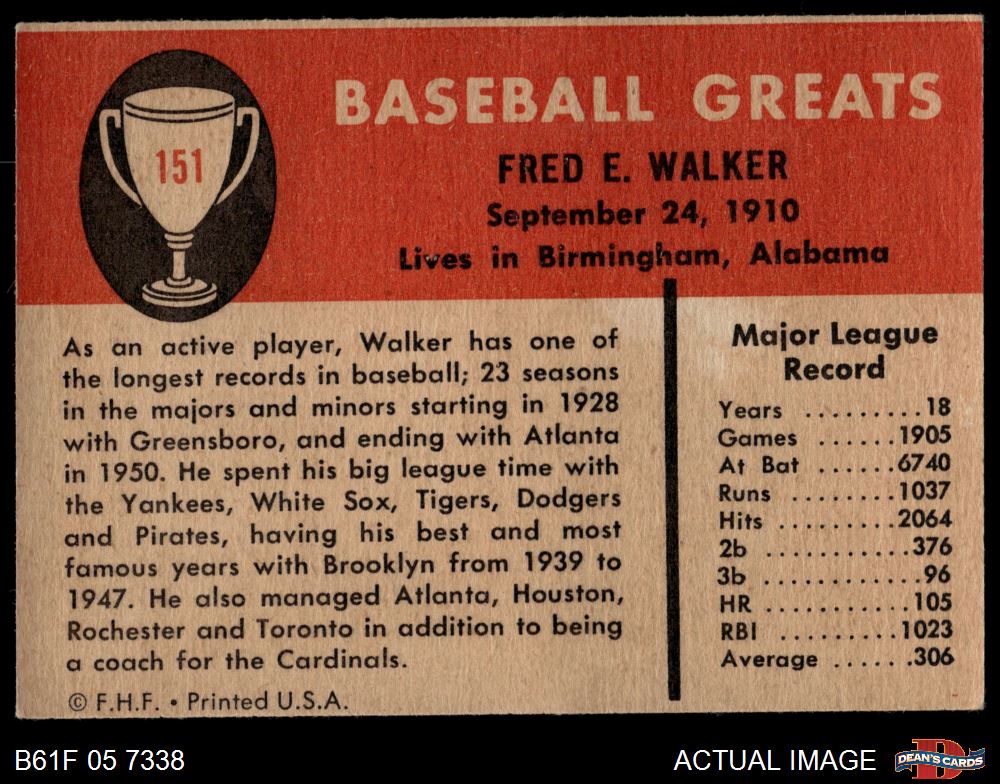 151
BASEBALL GREATS
FRED E. WALKER
September 24, 1910
Lives in Birmingham, Alabama
As an active player, Walker has one of
the longest records in baseball; 23 seasons
in the majors and minors starting in 1928
with Greensboro, and ending with Atlanta
in 1950. He spent his big league time with
the Yankees, White Sox, Tigers, Dodgers
and Pirates, having his best and most
famous years with Brooklyn from 1939 to
1947. He also managed Atlanta, Houston,
Rochester and Toronto in addition to being
a coach for the Cardinals.
© F.H.F. • Printed U.S.A.
Major League
Record
Years .........18
Games ......1905
At Bat ......6740
Runs ........1037
Hits .........2064
2b ...........376
3b ............96
HR ...........105
RBI .........1023
Average ......306
B61F 05 7338
ACTUAL IMAGE
D
DEAN'S CARDS